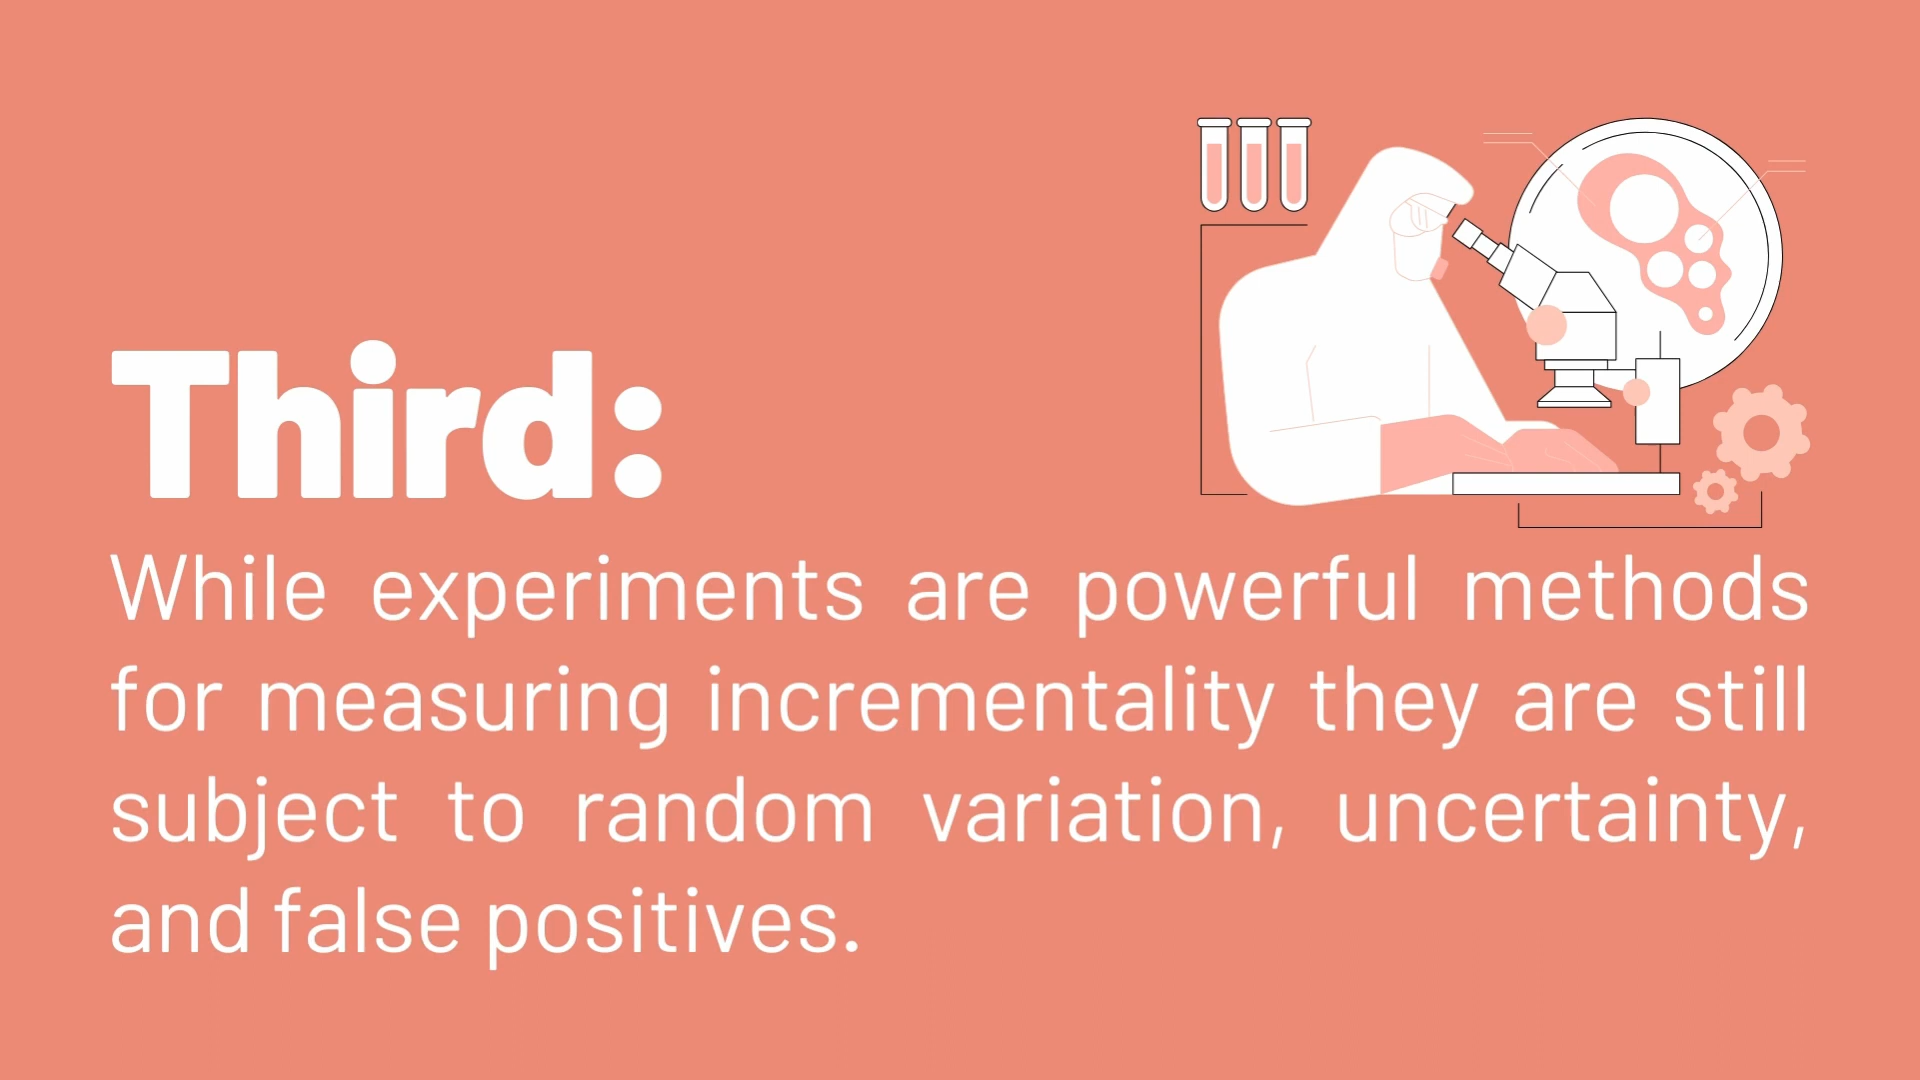 Third:
While experiments are powerful methods
for measuring incrementality they are still
subject to random variation, uncertainty,
and false positives.